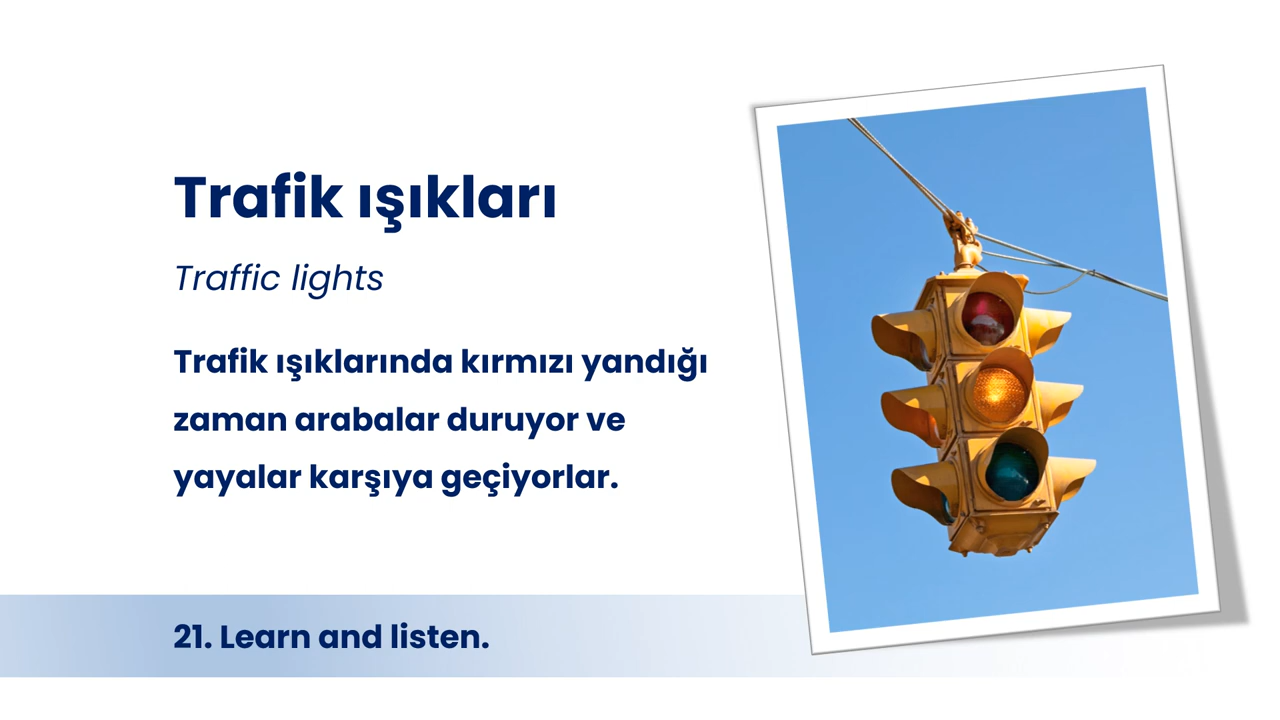 Trafik ışıkları
Traffic lights
Trafik ışıklarında kırmızı yandığı
zaman arabalar duruyor ve
yayalar karşıya geçiyorlar.
21. Learn and listen.